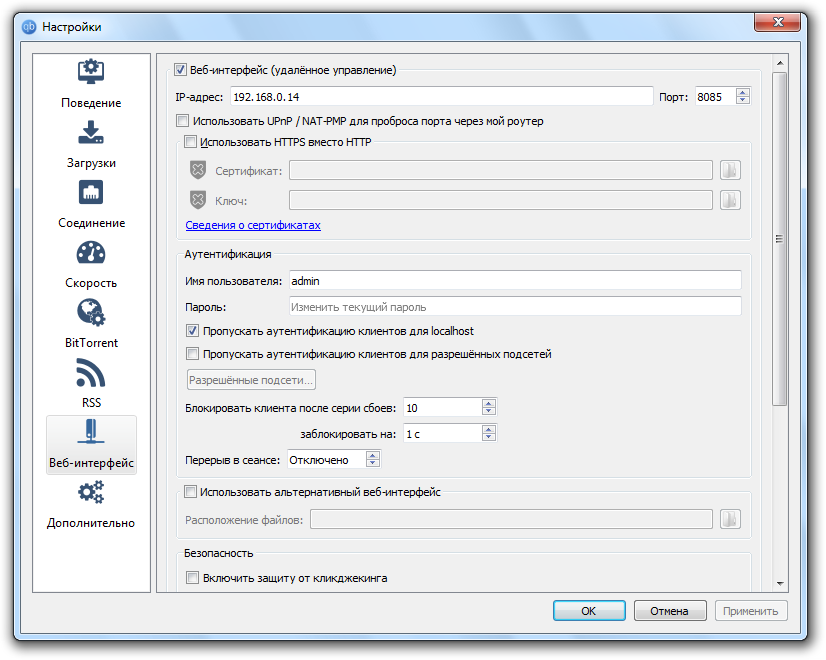 qb Настройки
Поведение
Загрузки
Соединение
Скорость
BitTorrent
RSS
Веб-интерфейс
Дополнительно
Веб-интерфейс (удалённое управление)
IP-адрес: 192.168.0.14 Порт: 8085
Использовать UPnP / NAT-PMP для проброса порта через мой роутер
Использовать HTTPS вместо HTTP
Сертификат:
Ключ:
Сведения о сертификатах
Аутентификация
Имя пользователя: admin
Пароль: Изменить текущий пароль
Пропускать аутентификацию клиентов для localhost
Пропускать аутентификацию клиентов для разрешённых подсетей
Разрешённые подсети...
Блокировать клиента после серии сбоев: 10
заблокировать на: 1 с
Перерыв в сеансе: Отключено
Использовать альтернативный веб-интерфейс
Расположение файлов:
Безопасность
Включить защиту от кликджекинга
ОК Отмена Применить